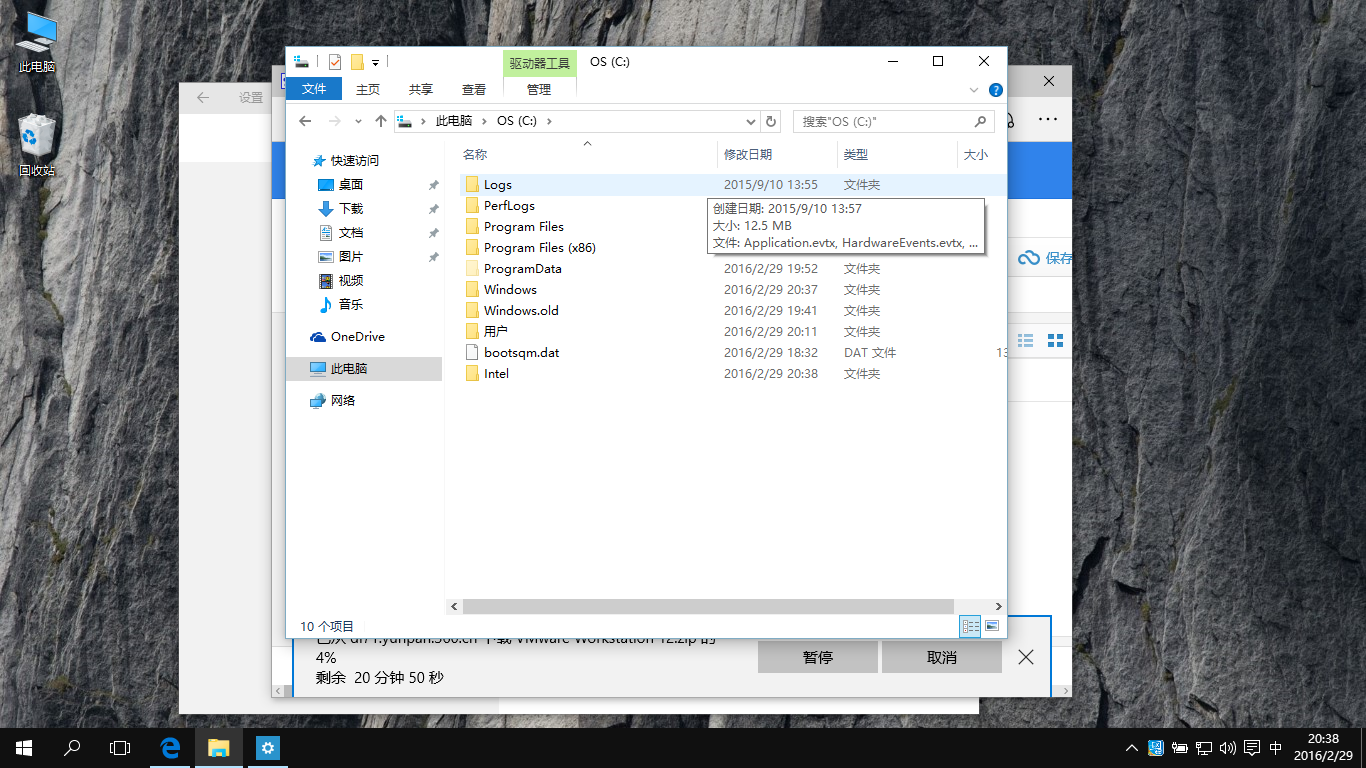 此电脑
回收站
设置
驱动器工具
OS (C:)
文件
主页
共享
查看
管理
此电脑
OS (C:)
搜索"OS (C:)"
快速访问
桌面
下载
文档
图片
视频
音乐
OneDrive
此电脑
网络
名称 修改日期 类型 大小
Logs 2015/9/10 13:55 文件夹
PerfLogs
Program Files
Program Files (x86)
ProgramData 2016/2/29 19:52 文件夹
Windows 2016/2/29 20:37 文件夹
Windows.old 2016/2/29 19:41 文件夹
用户 2016/2/29 20:11 文件夹
bootsqm.dat 2016/2/29 18:32 DAT 文件 13
Intel 2016/2/29 20:38 文件夹
创建日期: 2015/9/10 13:57
大小: 12.5 MB
文件: Application.evtx, HardwareEvents.evtx, ...
保存
10 个项目
下载 VMware Workstation 12.zip 的
4%
剩余 20 分钟 50 秒
暂停
取消
中
20:38
2016/2/29